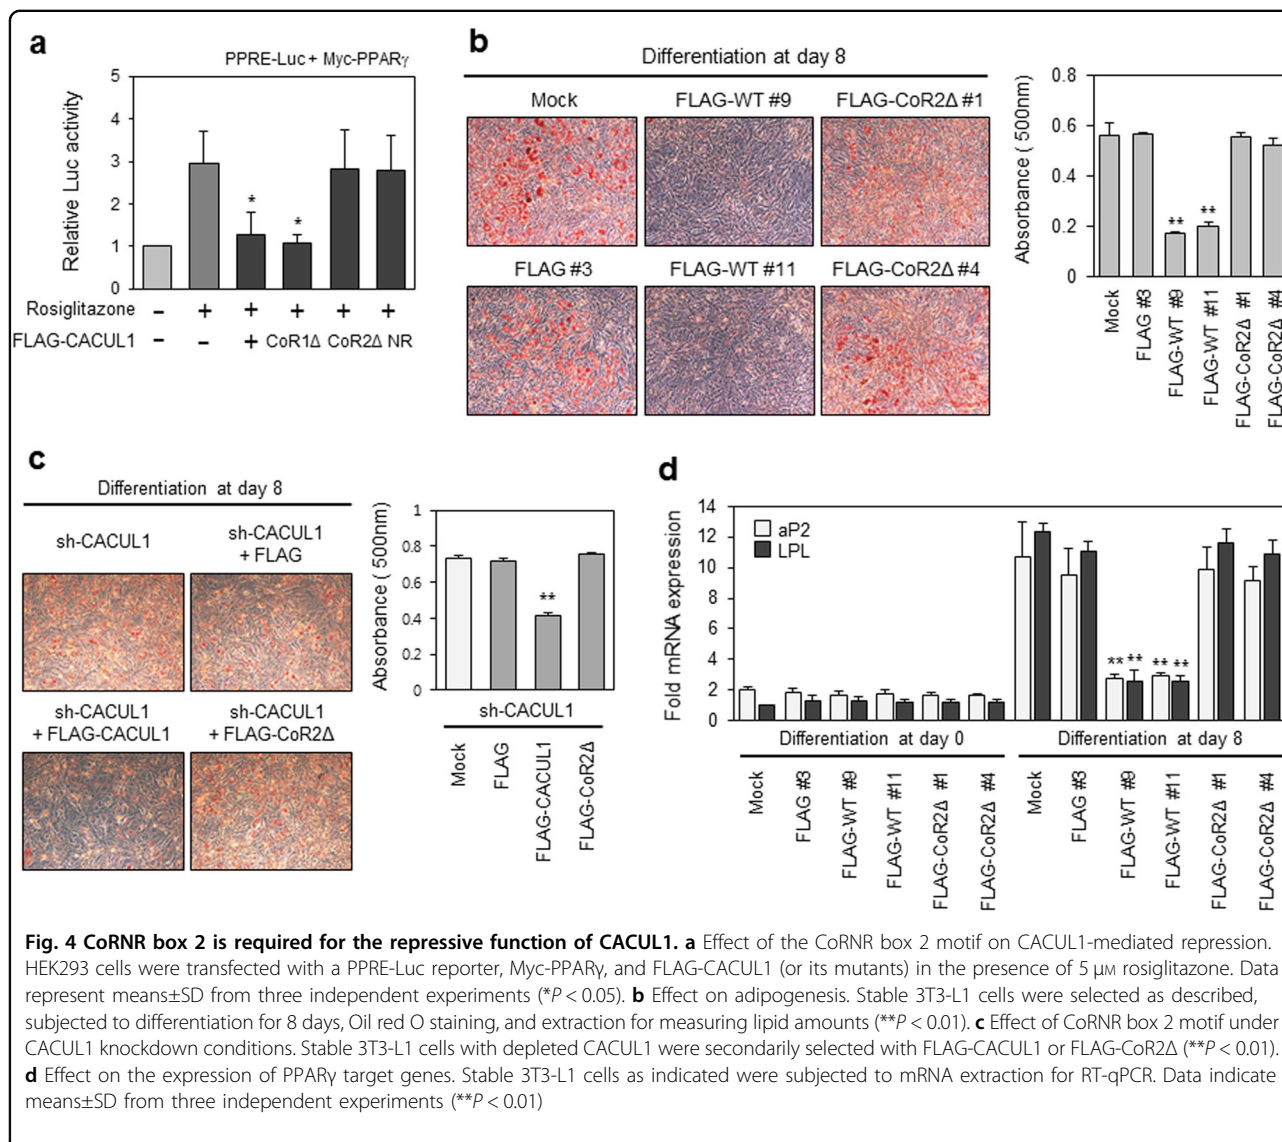 a
PPRE-Luc + Myc-PPARγ
Relative Luc activity
5
4
3
2
1
0
*
*
Rosiglitazone − + + + + +
FLAG-CACUL1 − − + CoR1Δ CoR2Δ NR
b
Differentiation at day 8
Mock FLAG-WT #9 FLAG-CoR2Δ #1
FLAG #3 FLAG-WT #11 FLAG-CoR2Δ #4
Absorbance ( 500nm)
0.8
0.6
0.4
0.2
0
**
**
Mock
FLAG #3
FLAG-WT #9
FLAG-WT #11
FLAG-CoR2Δ #1
FLAG-CoR2Δ #4
c
Differentiation at day 8
sh-CACUL1
sh-CACUL1
+ FLAG
sh-CACUL1
+ FLAG-CACUL1
sh-CACUL1
+ FLAG-CoR2Δ
Absorbance ( 500nm)
1
0.8
0.6
0.4
0.2
0
**
sh-CACUL1
Mock
FLAG
FLAG-CACUL1
FLAG-CoR2Δ
d
Fold mRNA expression
14
12
10
8
6
4
2
0
aP2
LPL
** ** ** **
Differentiation at day 0
Differentiation at day 8
Mock
FLAG #3
FLAG-WT #9
FLAG-WT #11
FLAG-CoR2Δ #1
FLAG-CoR2Δ #4
Mock
FLAG #3
FLAG-WT #9
FLAG-WT #11
FLAG-CoR2Δ #1
FLAG-CoR2Δ #4
Fig. 4 CoRNR box 2 is required for the repressive function of CACUL1. a Effect of the CoRNR box 2 motif on CACUL1-mediated repression.
HEK293 cells were transfected with a PPRE-Luc reporter, Myc-PPARγ, and FLAG-CACUL1 (or its mutants) in the presence of 5 μM rosiglitazone. Data
represent means±SD from three independent experiments (*P < 0.05). b Effect on adipogenesis. Stable 3T3-L1 cells were selected as described,
subjected to differentiation for 8 days, Oil red O staining, and extraction for measuring lipid amounts (**P < 0.01). c Effect of CoRNR box 2 motif under
CACUL1 knockdown conditions. Stable 3T3-L1 cells with depleted CACUL1 were secondarily selected with FLAG-CACUL1 or FLAG-CoR2Δ (**P < 0.01).
d Effect on the expression of PPARγ target genes. Stable 3T3-L1 cells as indicated were subjected to mRNA extraction for RT-qPCR. Data indicate
means±SD from three independent experiments (**P < 0.01)